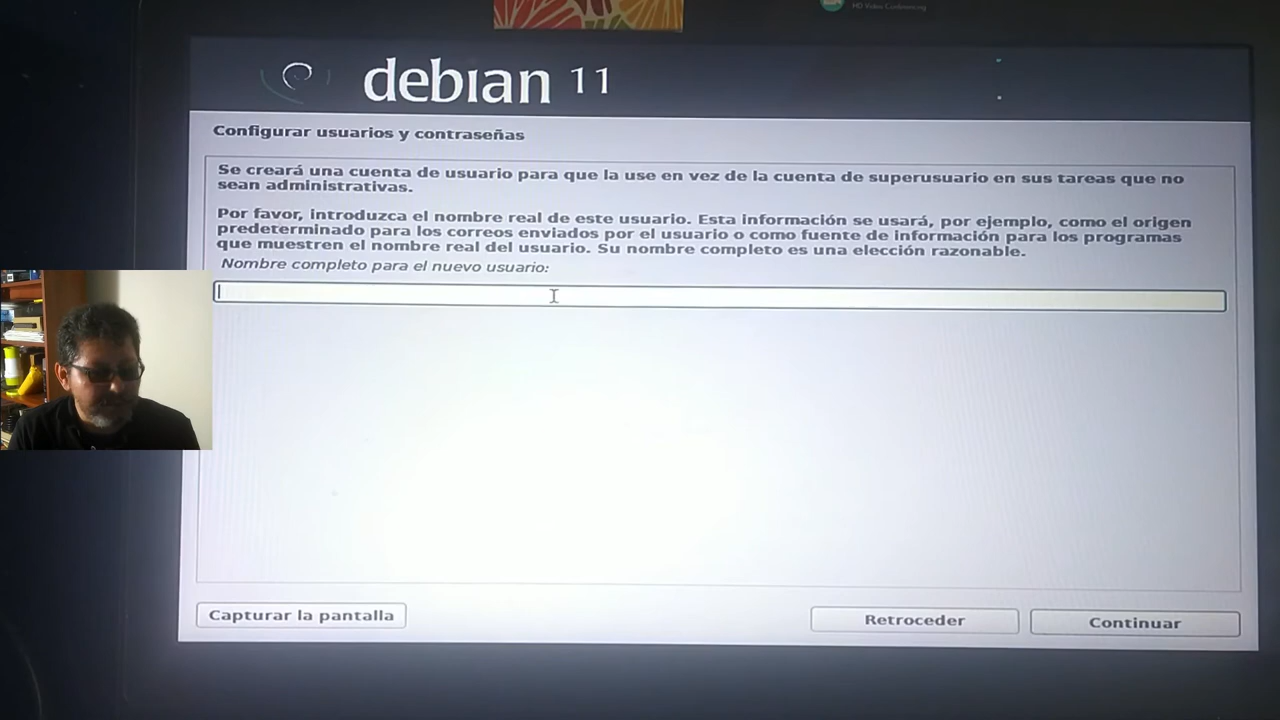 HD Video Conferencing
debian 11
Configurar usuarios y contraseñas
Se creará una cuenta de usuario para que la use en vez de la cuenta de superusuario en sus tareas que no
sean administrativas.
Por favor, introduzca el nombre real de este usuario. Esta información se usará, por ejemplo, como el origen
predeterminado para los correos enviados por el usuario o como fuente de información para los programas
que muestren el nombre real del usuario. Su nombre completo es una elección razonable.
Nombre completo para el nuevo usuario:
Capturar la pantalla
Retroceder
Continuar